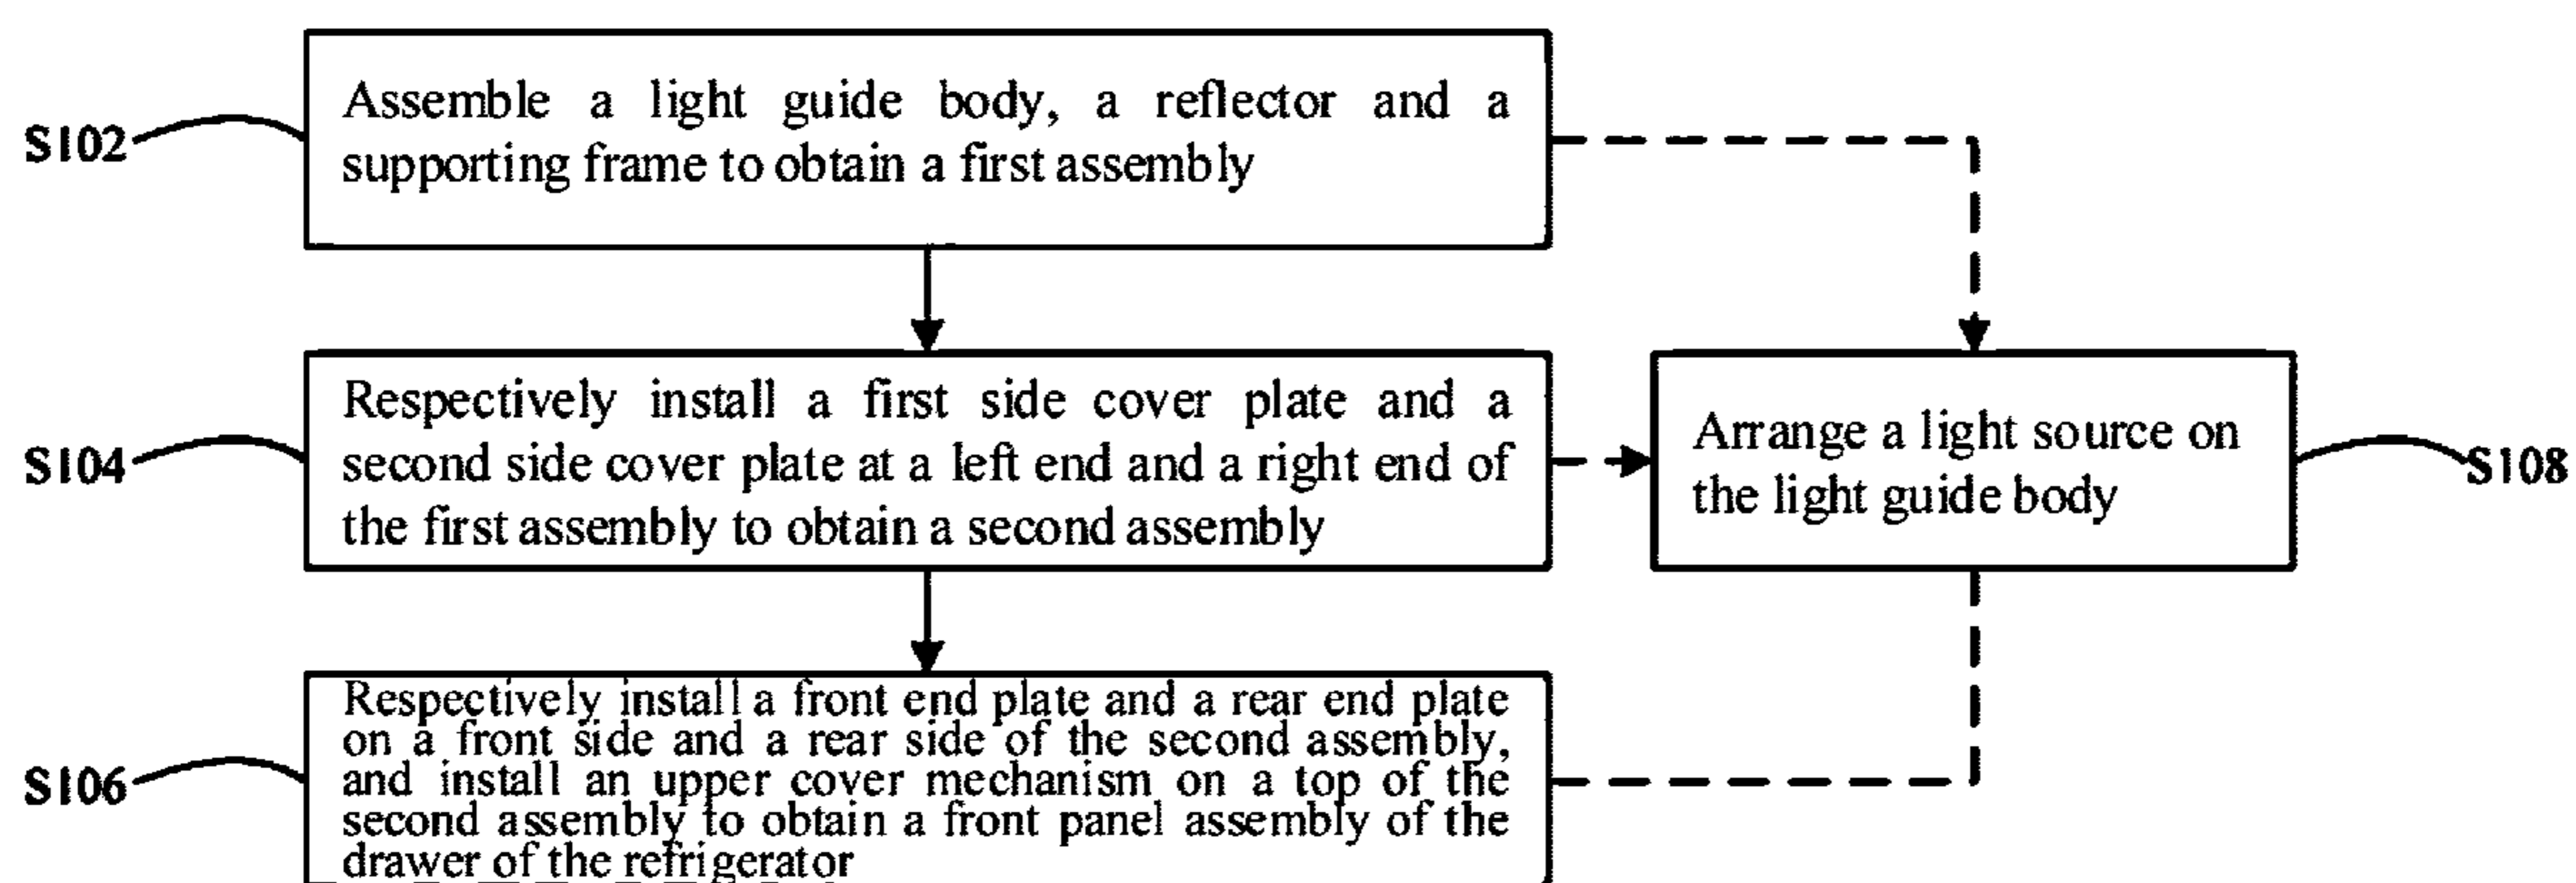 S102
Assemble a light guide body, a reflector and a
supporting frame to obtain a first assembly
S104
Respectively install a first side cover plate and a
second side cover plate at a left end and a right end of
the first assembly to obtain a second assembly
Arrange a light source on
the light guide body
S108
S106
Respectively install a front end plate and a rear end plate
on a front side and a rear side of the second assembly,
and install an upper cover mechanism on a top of the
second assembly to obtain a front panel assembly of the
drawer of the refrigerator